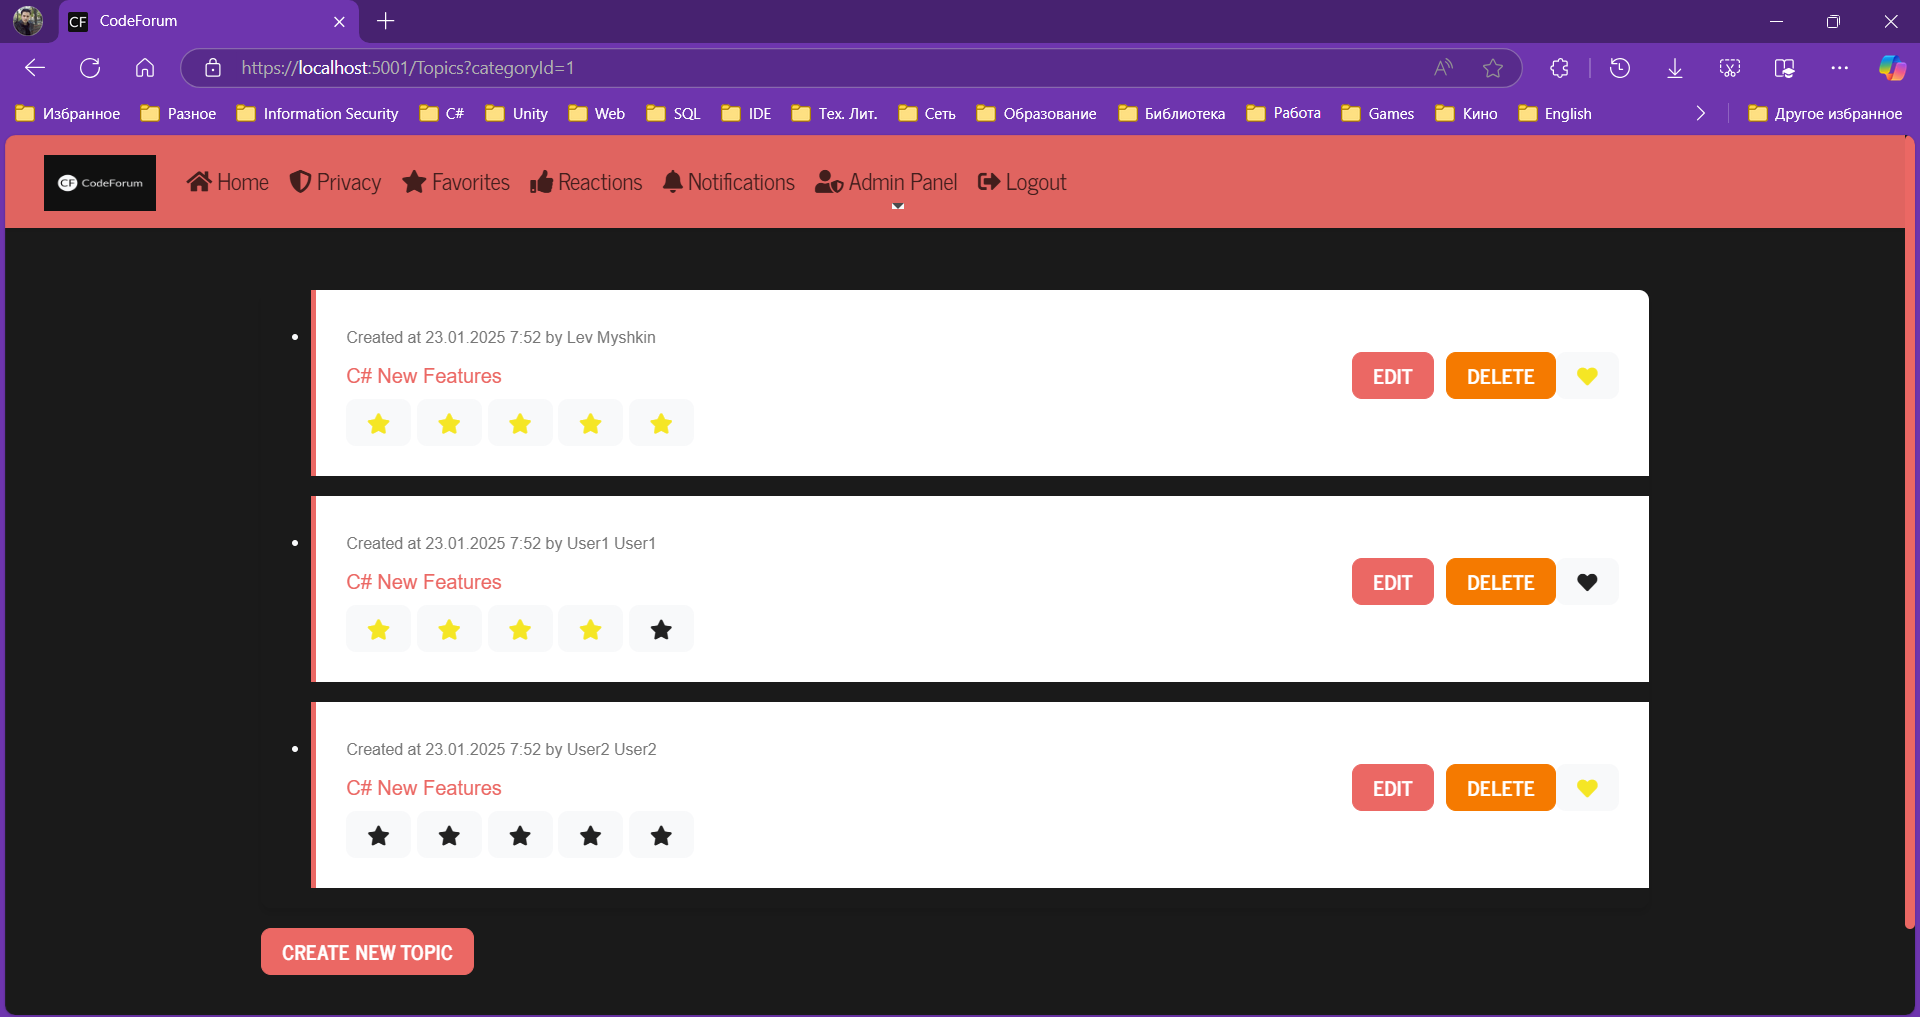 CF CodeForum
https://localhost:5001/Topics?categoryId=1
Избранное Разное Information Security C# Unity Web SQL IDE Тех. Лит. Сеть Образование Библиотека Работа Games Кино English Другое избранное
CF CodeForum Home Privacy Favorites Reactions Notifications Admin Panel Logout
Created at 23.01.2025 7:52 by Lev Myshkin
C# New Features
EDIT DELETE
Created at 23.01.2025 7:52 by User1 User1
C# New Features
EDIT DELETE
Created at 23.01.2025 7:52 by User2 User2
C# New Features
EDIT DELETE
CREATE NEW TOPIC